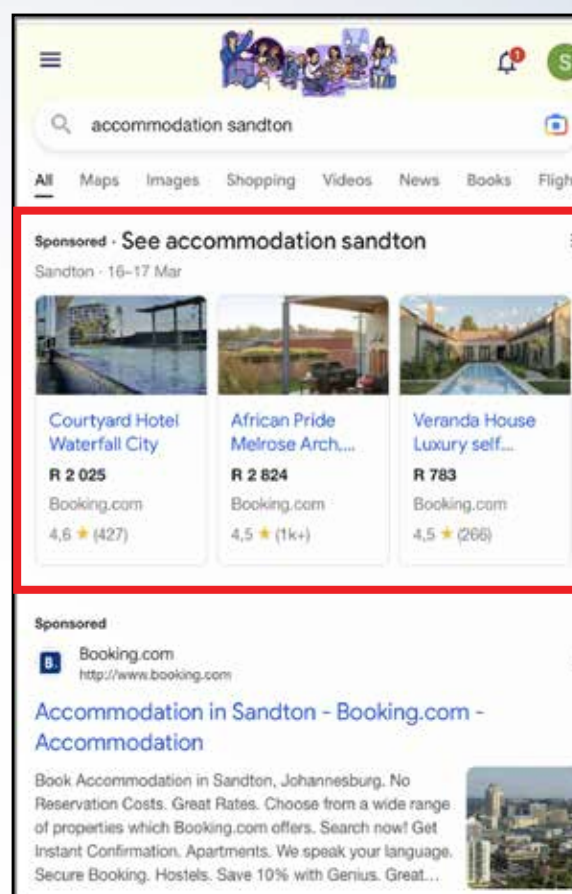 1
S
accommodation sandton
All Maps Images Shopping Videos News Books Fligh
Sponsored · See accommodation sandton
Sandton · 16–17 Mar
Courtyard Hotel
Waterfall City
R 2 025
Booking.com
4,6 ★ (427)
African Pride
Melrose Arch,...
R 2 824
Booking.com
4,5 ★ (1k+)
Veranda House
Luxury self...
R 783
Booking.com
4,5 ★ (266)
Sponsored
B.
Booking.com
http://www.booking.com
Accommodation in Sandton - Booking.com -
Accommodation
Book Accommodation in Sandton, Johannesburg. No
Reservation Costs. Great Rates. Choose from a wide range
of properties which Booking.com offers. Search now! Get
Instant Confirmation. Apartments. We speak your language.
Secure Booking. Hostels. Save 10% with Genius. Great...